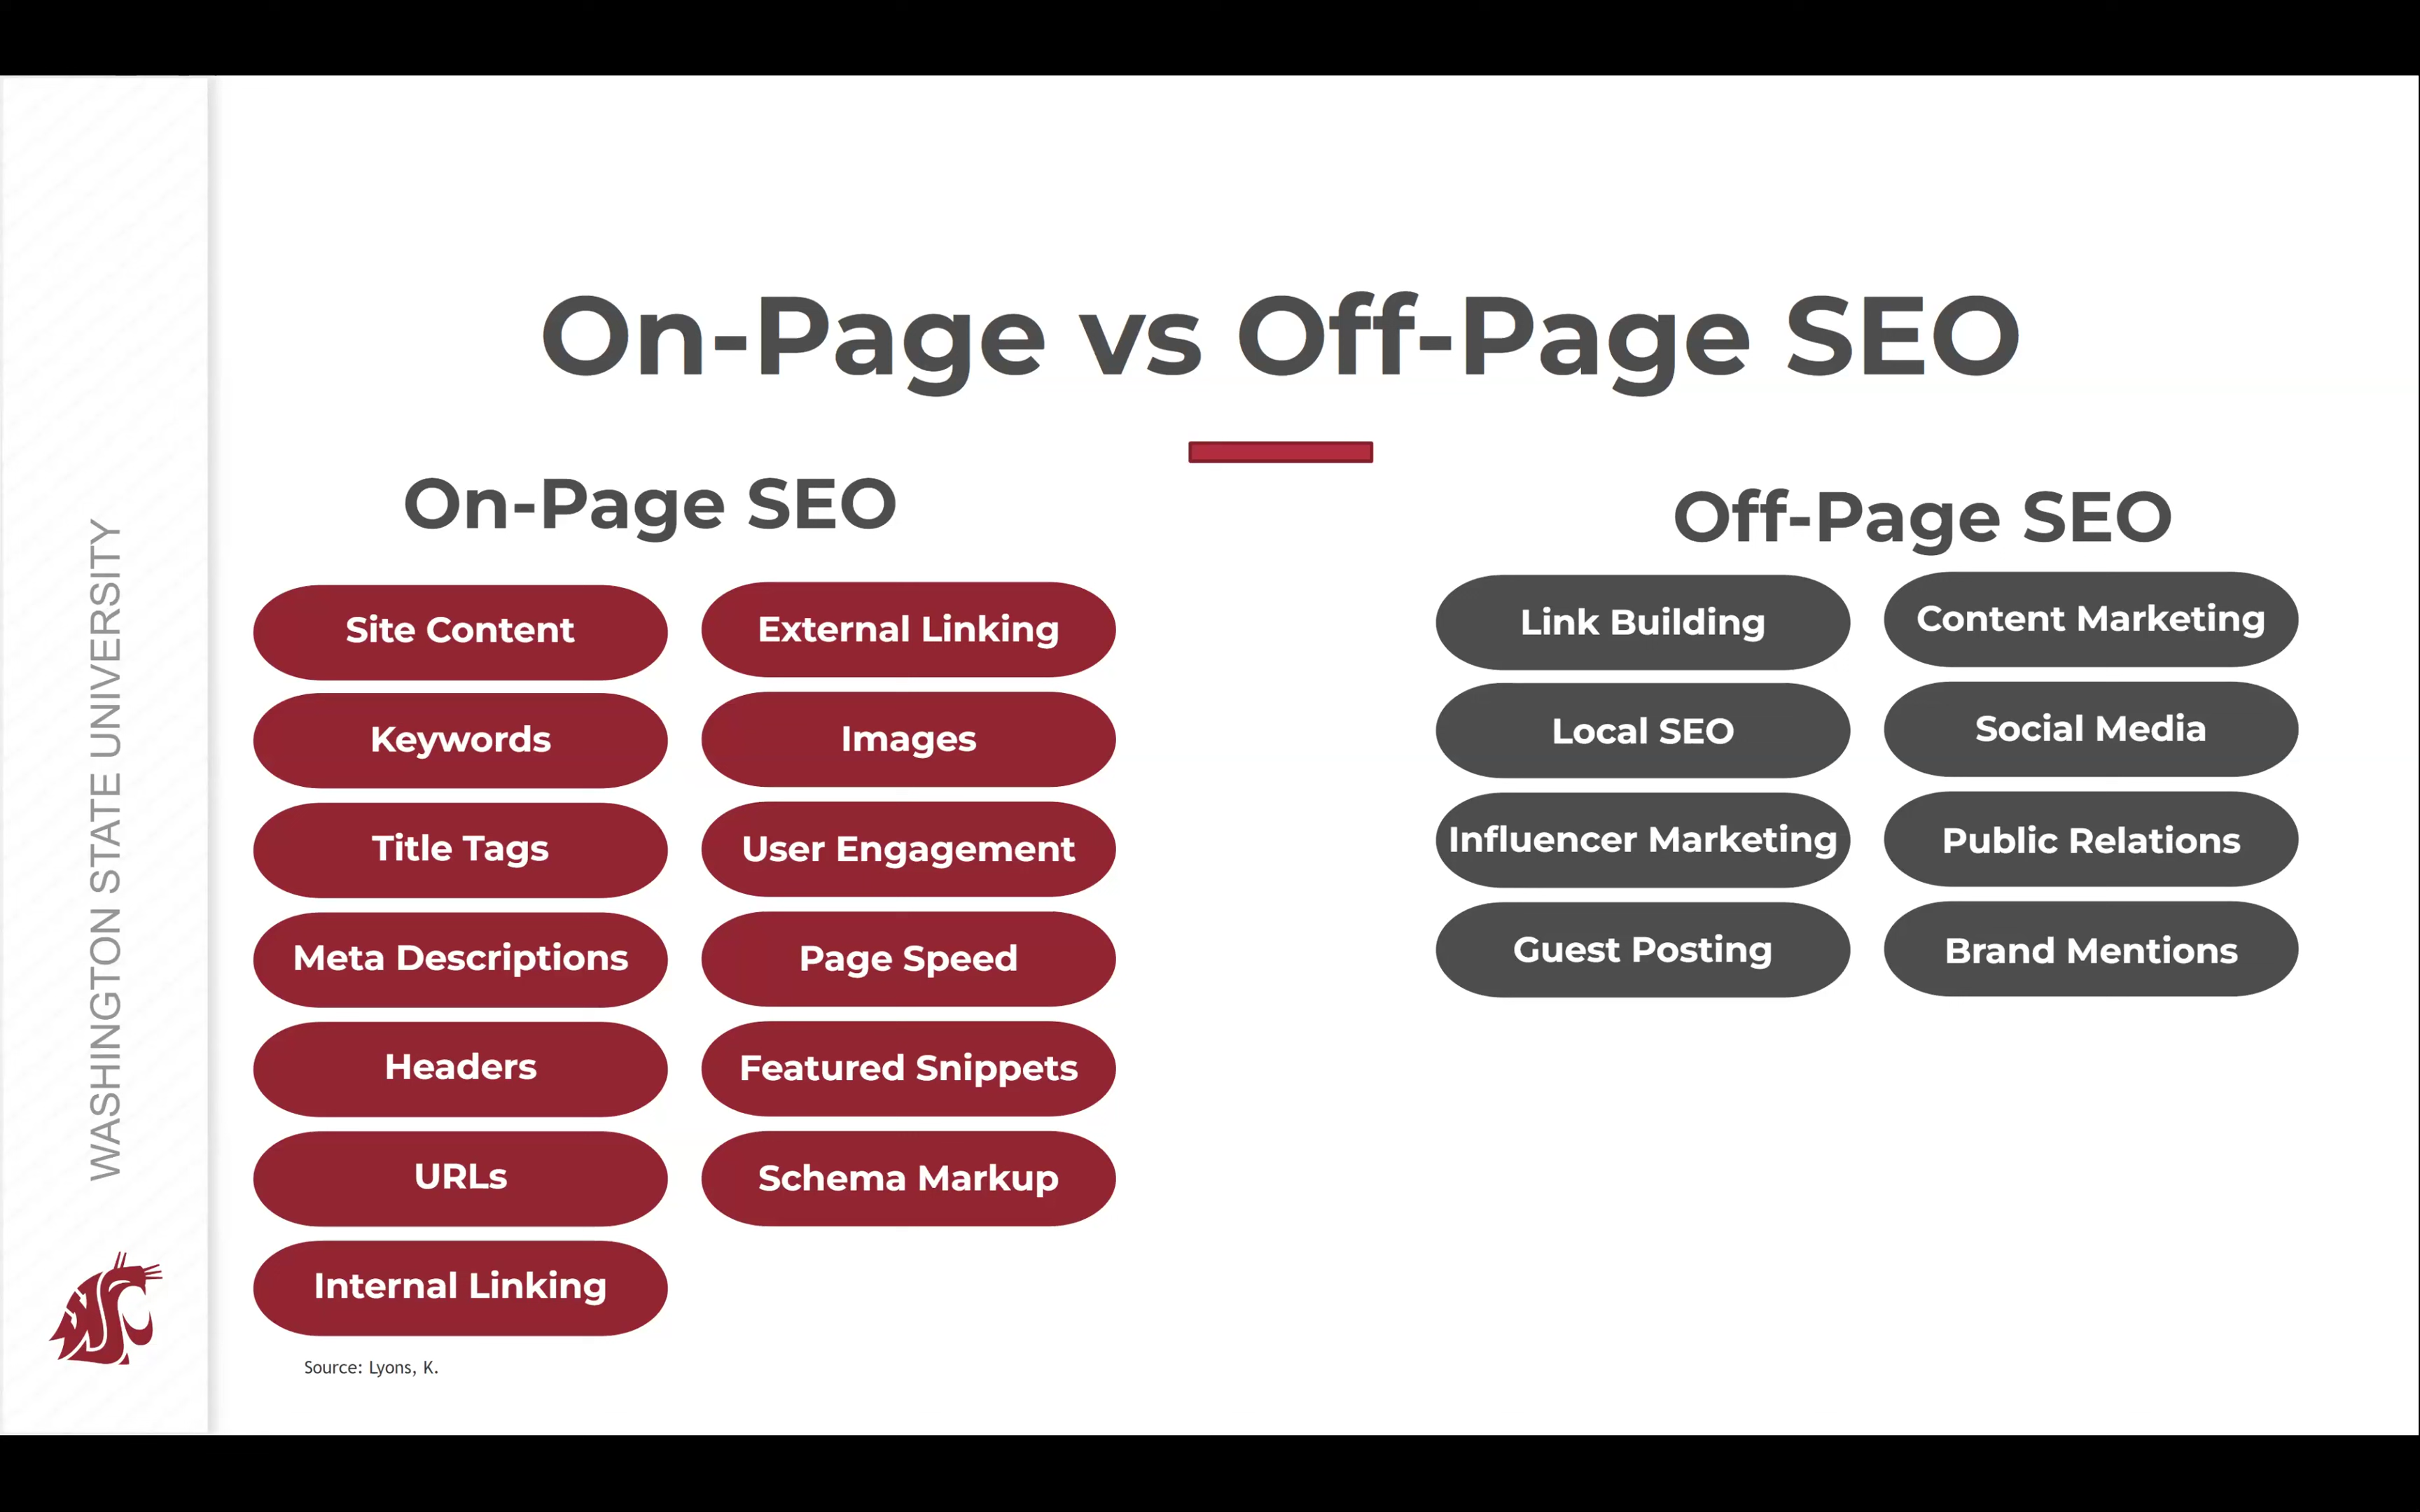 On-Page vs Off-Page SEO
On-Page SEO
Site Content
Keywords
Title Tags
Meta Descriptions
Headers
URLs
Internal Linking
External Linking
Images
User Engagement
Page Speed
Featured Snippets
Schema Markup
Off-Page SEO
Link Building
Local SEO
Influencer Marketing
Guest Posting
Content Marketing
Social Media
Public Relations
Brand Mentions
Source: Lyons, K.
WASHINGTON STATE UNIVERSITY